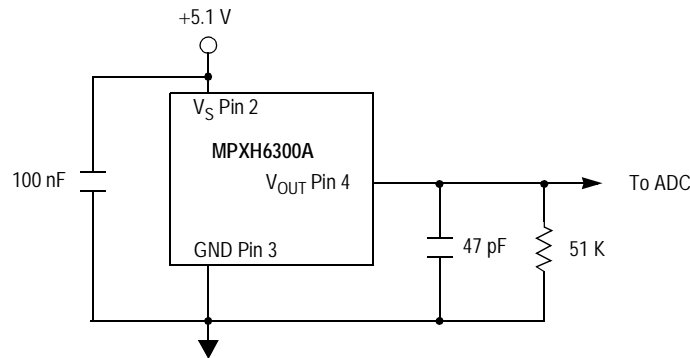 +5.1 V
V_S Pin 2
MPXH6300A
100 nF
V_OUT Pin 4
To ADC
GND Pin 3
47 pF
51 K